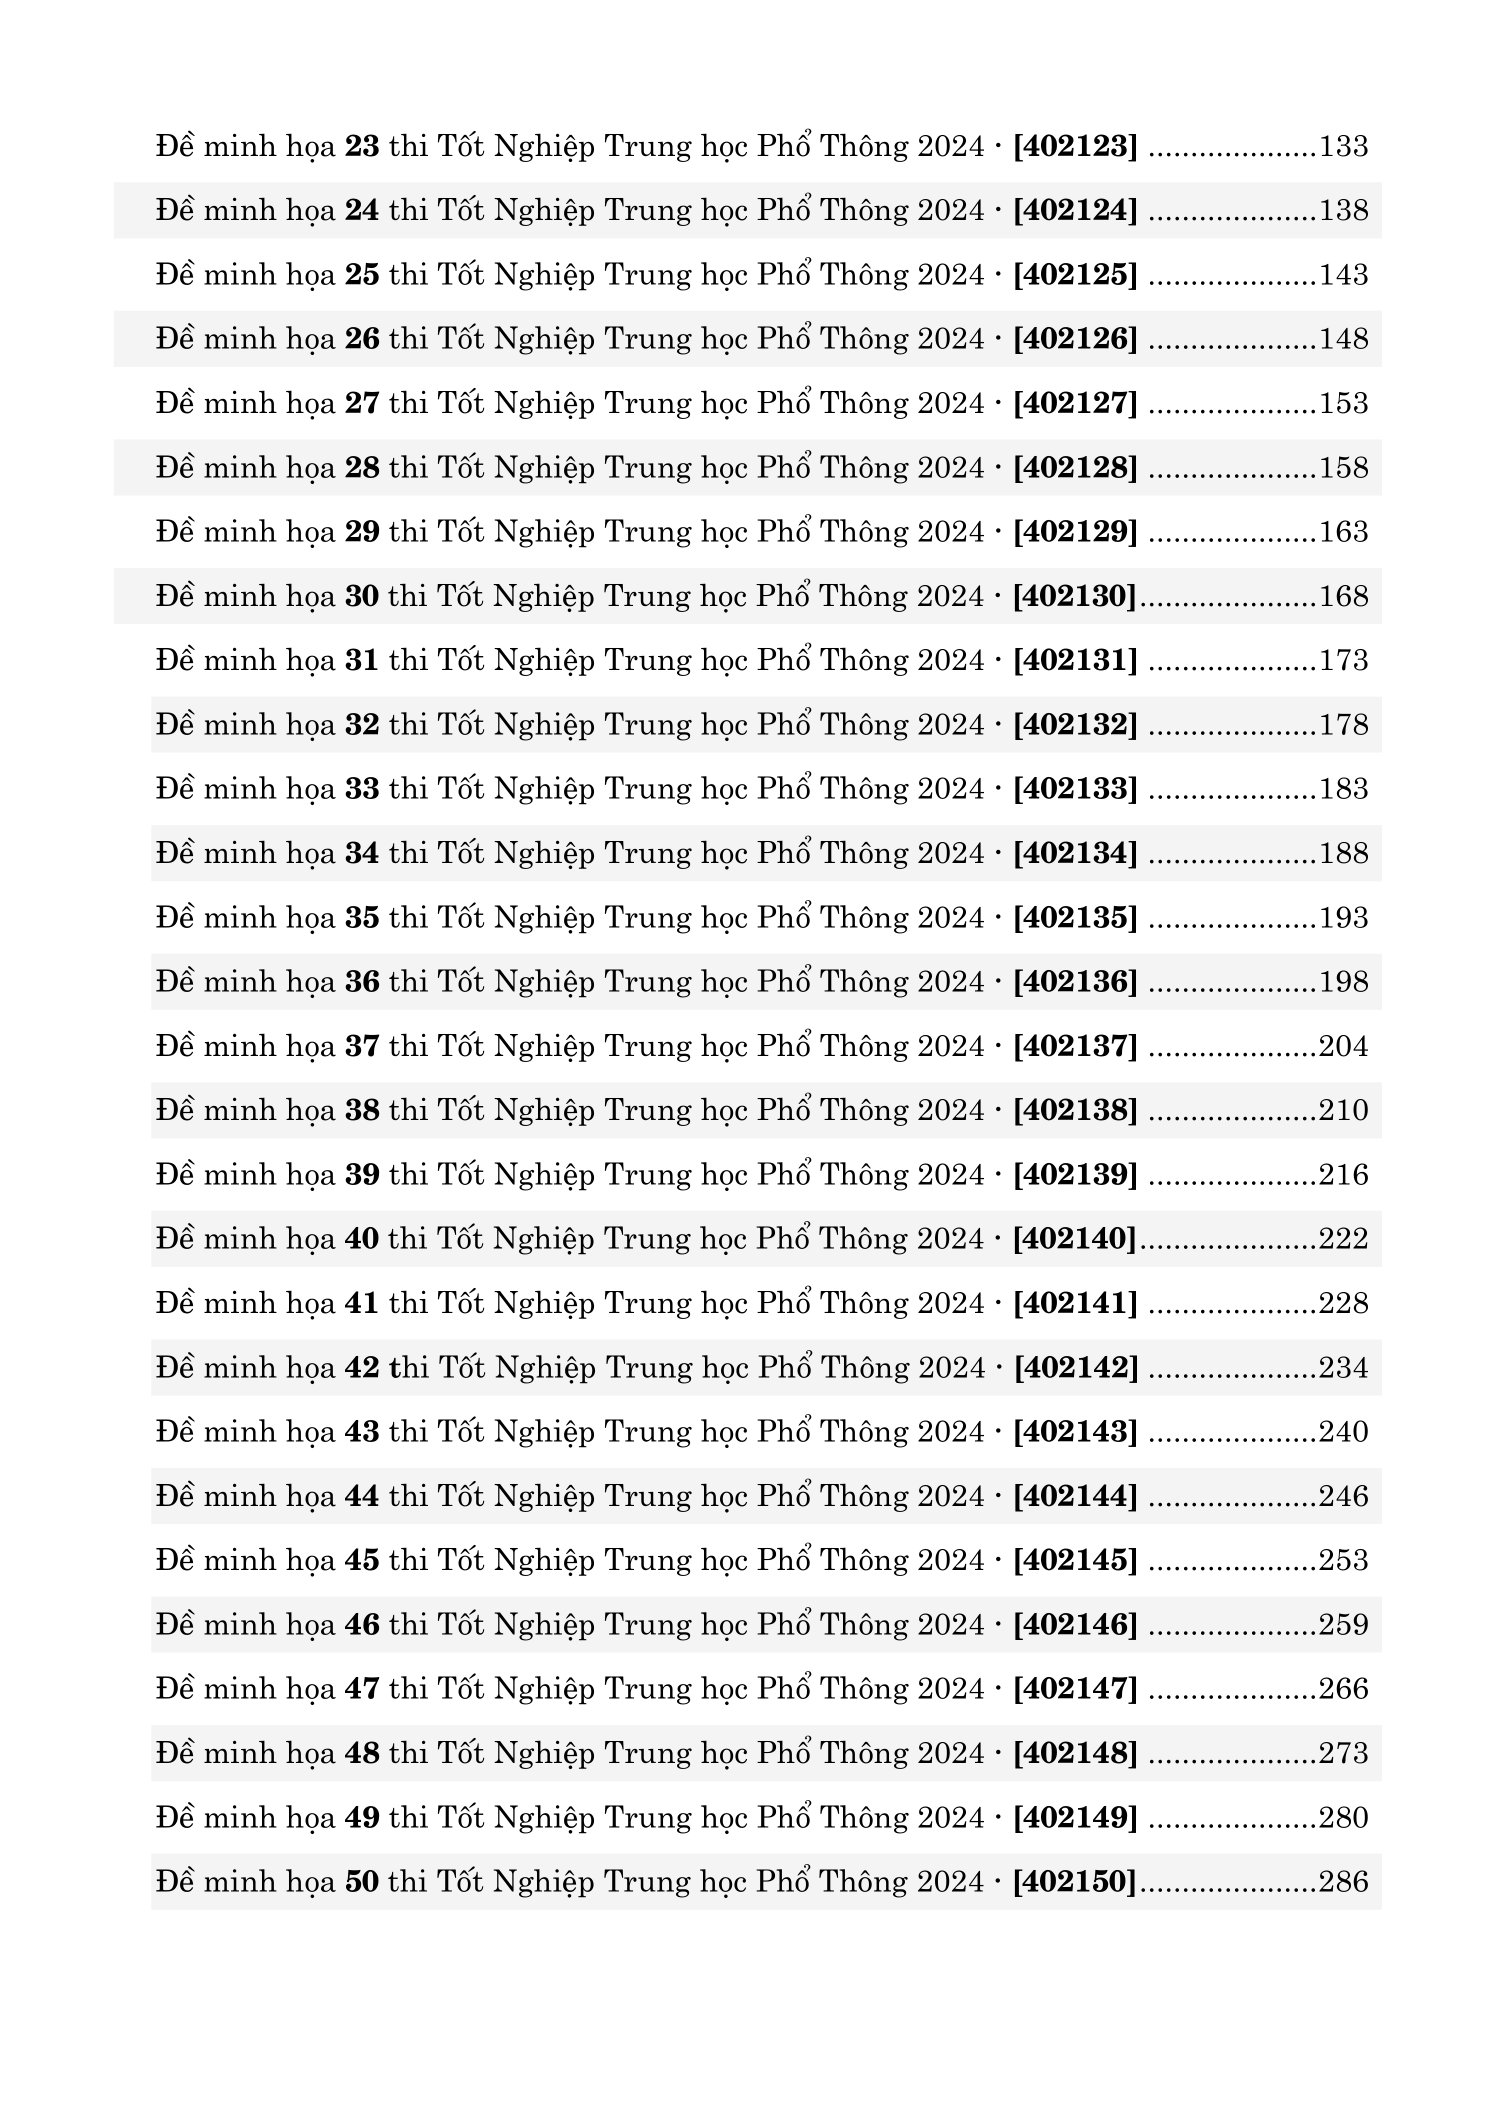 Đề minh họa 23 thi Tốt Nghiệp Trung học Phổ Thông 2024 · [402123] ....................133
Đề minh họa 24 thi Tốt Nghiệp Trung học Phổ Thông 2024 · [402124] ....................138
Đề minh họa 25 thi Tốt Nghiệp Trung học Phổ Thông 2024 · [402125] ....................143
Đề minh họa 26 thi Tốt Nghiệp Trung học Phổ Thông 2024 · [402126] ....................148
Đề minh họa 27 thi Tốt Nghiệp Trung học Phổ Thông 2024 · [402127] ....................153
Đề minh họa 28 thi Tốt Nghiệp Trung học Phổ Thông 2024 · [402128] ....................158
Đề minh họa 29 thi Tốt Nghiệp Trung học Phổ Thông 2024 · [402129] ....................163
Đề minh họa 30 thi Tốt Nghiệp Trung học Phổ Thông 2024 · [402130].....................168
Đề minh họa 31 thi Tốt Nghiệp Trung học Phổ Thông 2024 · [402131] ....................173
Đề minh họa 32 thi Tốt Nghiệp Trung học Phổ Thông 2024 · [402132] ....................178
Đề minh họa 33 thi Tốt Nghiệp Trung học Phổ Thông 2024 · [402133] ....................183
Đề minh họa 34 thi Tốt Nghiệp Trung học Phổ Thông 2024 · [402134] ....................188
Đề minh họa 35 thi Tốt Nghiệp Trung học Phổ Thông 2024 · [402135] ....................193
Đề minh họa 36 thi Tốt Nghiệp Trung học Phổ Thông 2024 · [402136] ....................198
Đề minh họa 37 thi Tốt Nghiệp Trung học Phổ Thông 2024 · [402137] ....................204
Đề minh họa 38 thi Tốt Nghiệp Trung học Phổ Thông 2024 · [402138] ....................210
Đề minh họa 39 thi Tốt Nghiệp Trung học Phổ Thông 2024 · [402139] ....................216
Đề minh họa 40 thi Tốt Nghiệp Trung học Phổ Thông 2024 · [402140].....................222
Đề minh họa 41 thi Tốt Nghiệp Trung học Phổ Thông 2024 · [402141] ....................228
Đề minh họa 42 thi Tốt Nghiệp Trung học Phổ Thông 2024 · [402142] ....................234
Đề minh họa 43 thi Tốt Nghiệp Trung học Phổ Thông 2024 · [402143] ....................240
Đề minh họa 44 thi Tốt Nghiệp Trung học Phổ Thông 2024 · [402144] ....................246
Đề minh họa 45 thi Tốt Nghiệp Trung học Phổ Thông 2024 · [402145] ....................253
Đề minh họa 46 thi Tốt Nghiệp Trung học Phổ Thông 2024 · [402146] ....................259
Đề minh họa 47 thi Tốt Nghiệp Trung học Phổ Thông 2024 · [402147] ....................266
Đề minh họa 48 thi Tốt Nghiệp Trung học Phổ Thông 2024 · [402148] ....................273
Đề minh họa 49 thi Tốt Nghiệp Trung học Phổ Thông 2024 · [402149] ....................280
Đề minh họa 50 thi Tốt Nghiệp Trung học Phổ Thông 2024 · [402150].....................286